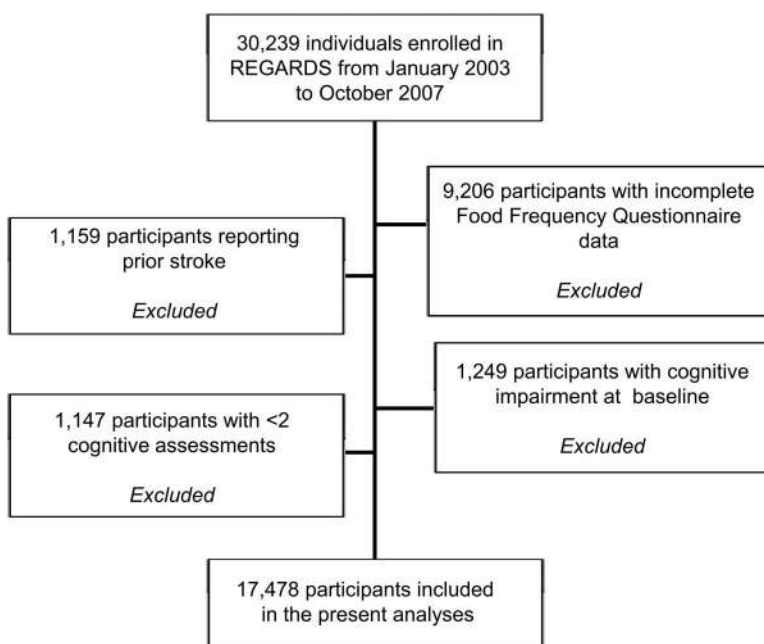 30,239 individuals enrolled in
REGARDS from January 2003
to October 2007
9,206 participants with incomplete
Food Frequency Questionnaire
data
Excluded
1,159 participants reporting
prior stroke
Excluded
1,249 participants with cognitive
impairment at baseline
Excluded
1,147 participants with <2
cognitive assessments
Excluded
17,478 participants included
in the present analyses